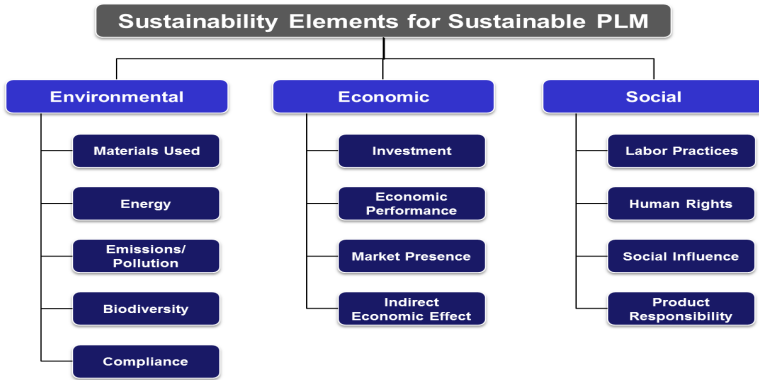 Sustainability Elements for Sustainable PLM
Environmental
Materials Used
Energy
Emissions/
Pollution
Biodiversity
Compliance
Economic
Investment
Economic
Performance
Market Presence
Indirect
Economic Effect
Social
Labor Practices
Human Rights
Social Influence
Product
Responsibility